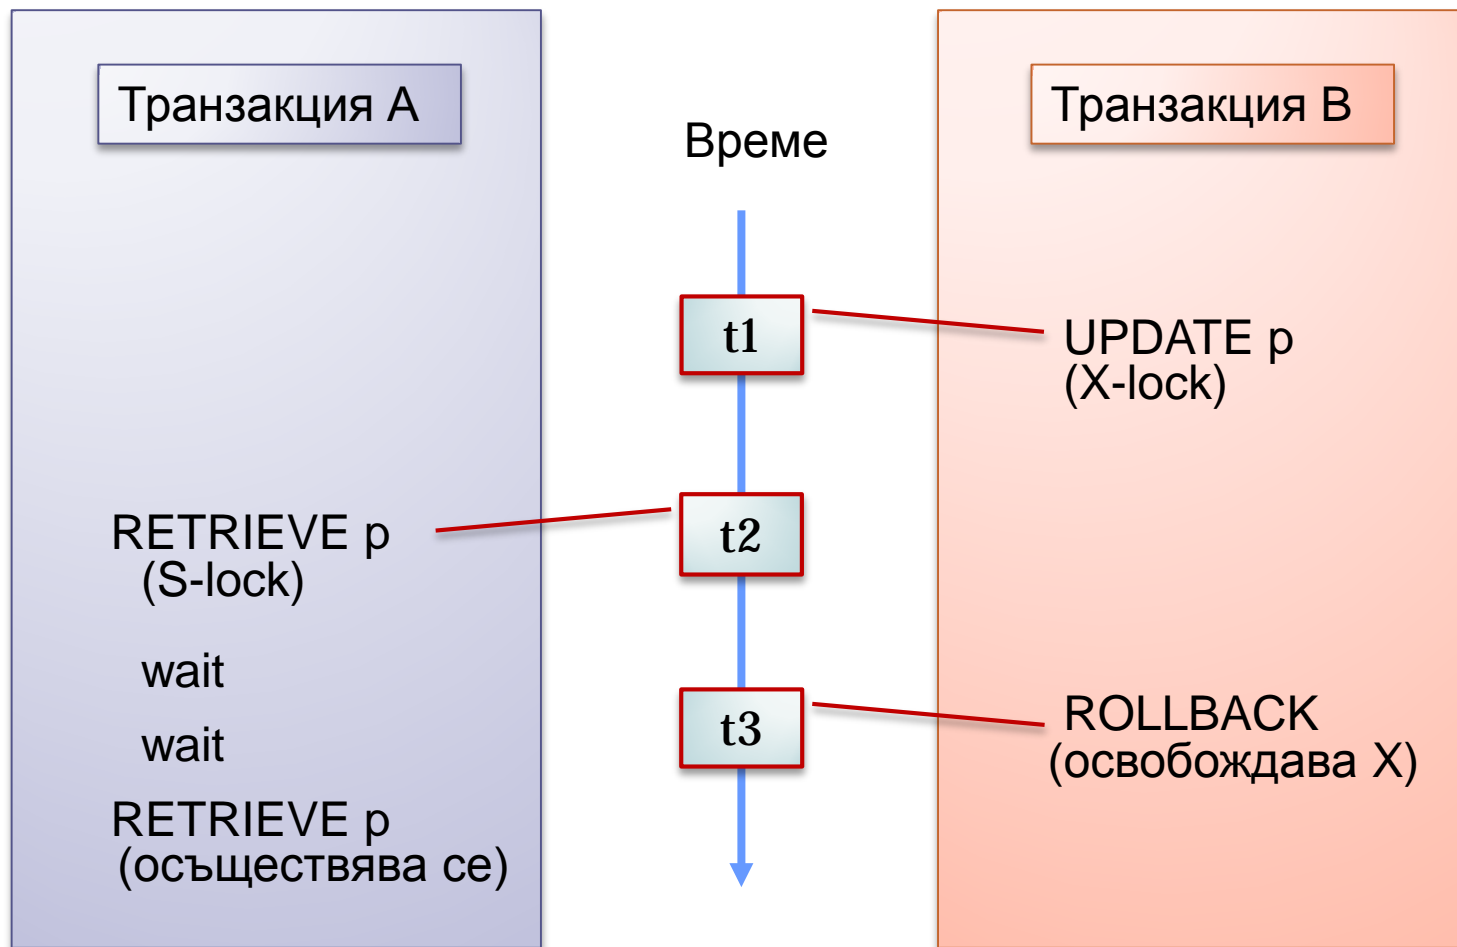 Транзакция A
Време
Транзакция B
t1
UPDATE p
(X-lock)
RETRIEVE p
(S-lock)
t2
wait
wait
t3
ROLLBACK
(освобождава X)
RETRIEVE p
(осъществява се)